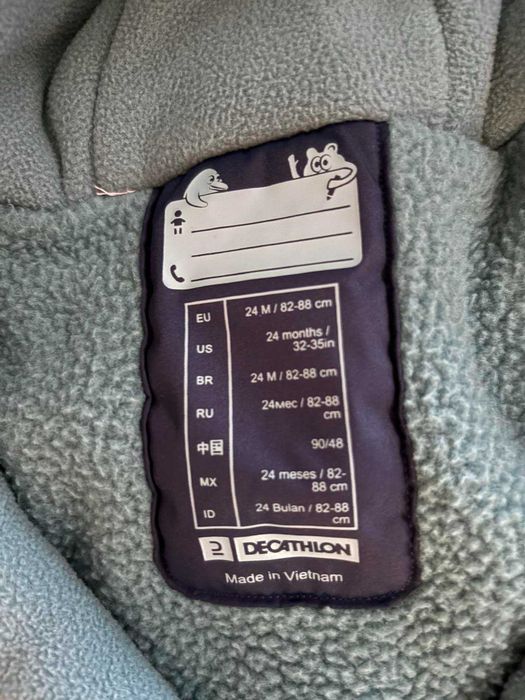 EU 24 M / 82-88 cm
US 24 months /
32-35in
BR 24 M / 82-88 cm
RU 24мес / 82-88
cm
中国 90/48
MX 24 meses / 82-
88 cm
ID 24 Bulan / 82-88
cm
DECATHLON
Made in Vietnam